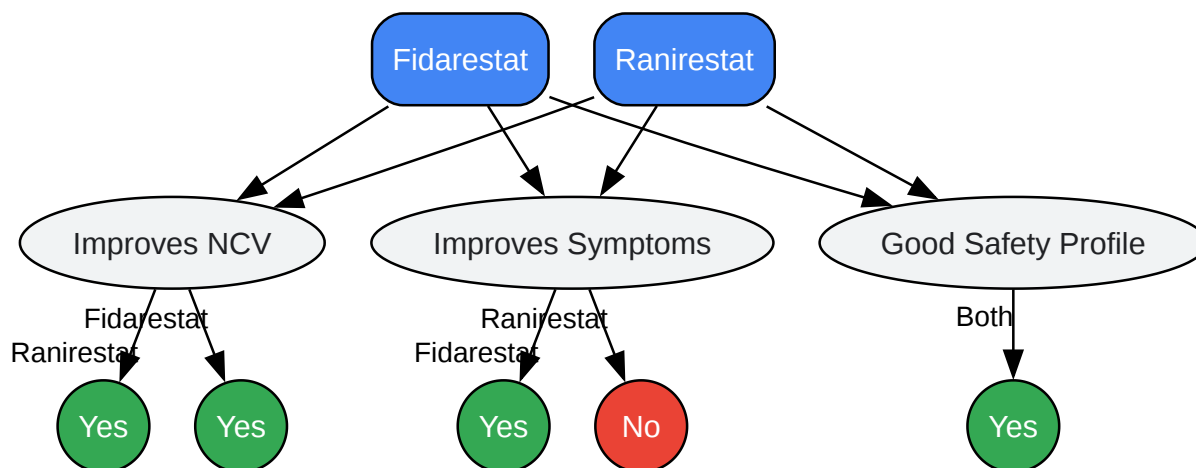 Fidarestat
Ranirestat
Improves NCV
Improves Symptoms
Good Safety Profile
Fidarestat
Ranirestat
Ranirestat
Fidarestat
Both
Yes
Yes
Yes
No
Yes